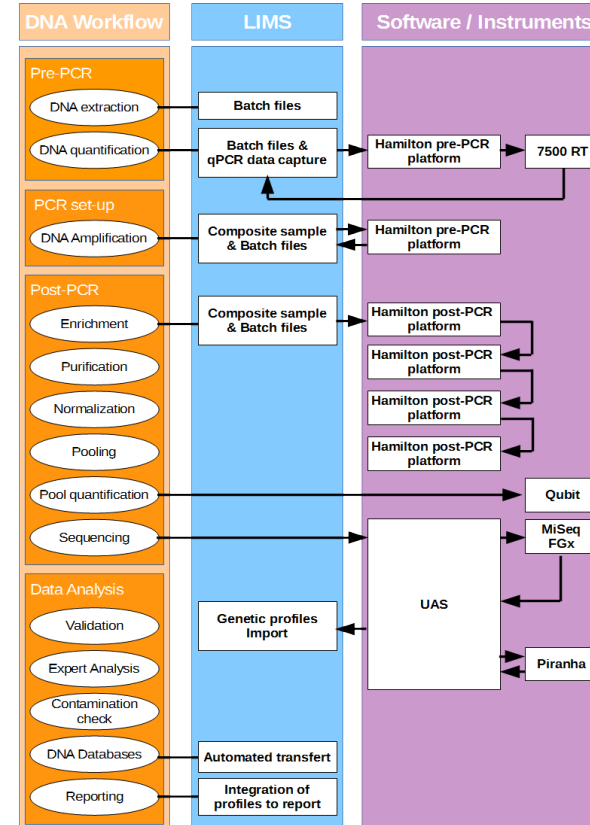 DNA Workflow
LIMS
Software / Instruments
Pre-PCR
DNA extraction
Batch files
DNA quantification
Batch files &
qPCR data capture
Hamilton pre-PCR
platform
7500 RT
PCR set-up
DNA Amplification
Composite sample
& Batch files
Hamilton pre-PCR
platform
Post-PCR
Enrichment
Composite sample
& Batch files
Hamilton post-PCR
platform
Purification
Hamilton post-PCR
platform
Normalization
Hamilton post-PCR
platform
Pooling
Hamilton post-PCR
platform
Pool quantification
Qubit
Sequencing
UAS
MiSeq
FGx
Data Analysis
Validation
Genetic profiles
Import
Expert Analysis
Piranha
Contamination
check
DNA Databases
Automated transfert
Reporting
Integration of
profiles to report